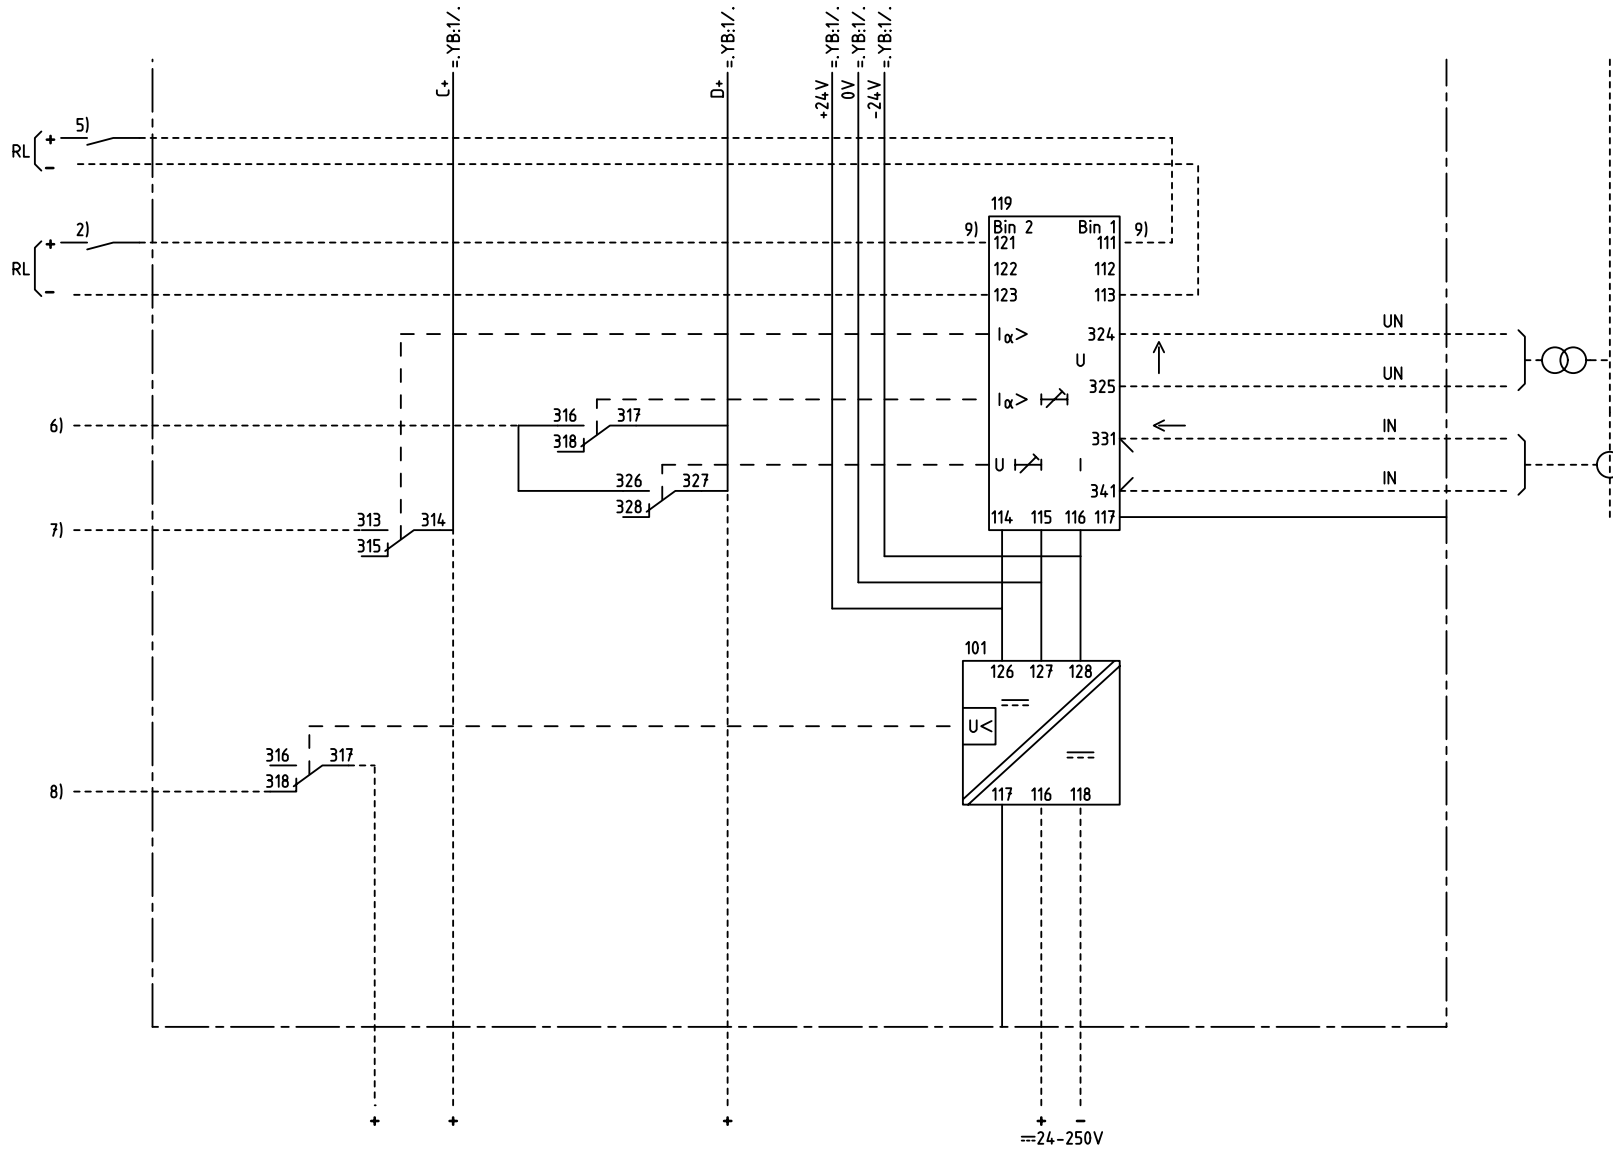 =.YB:1/.
=.YB:1/.
=.YB:1/.
=.YB:1/.
=.YB:1/.
C+
D+
+24V
0V
-24V
5)
RL
+
-
2)
RL
+
-
119
9)
Bin 2
Bin 1
9)
121
111
122
112
123
113
Iα>
324
UN
U
325
UN
Iα>
6)
316
317
318
331
IN
U
I
326
327
328
341
IN
7)
313
314
315
114
115
116
117
101
126
127
128
U<
8)
316
317
318
117
116
118
+
+
+
+
-
24-250V